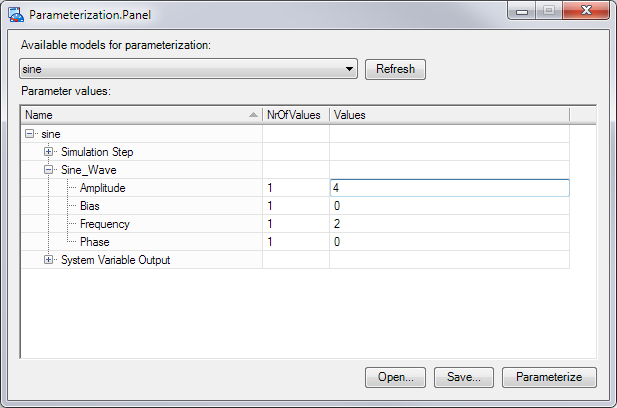 Parameterization.Panel
Available models for parameterization:
sine
Refresh
Parameter values:
Name NrOfValues Values
sine
Simulation Step
Sine_Wave
Amplitude 1 4
Bias 1 0
Frequency 1 2
Phase 1 0
System Variable Output
Open... Save... Parameterize